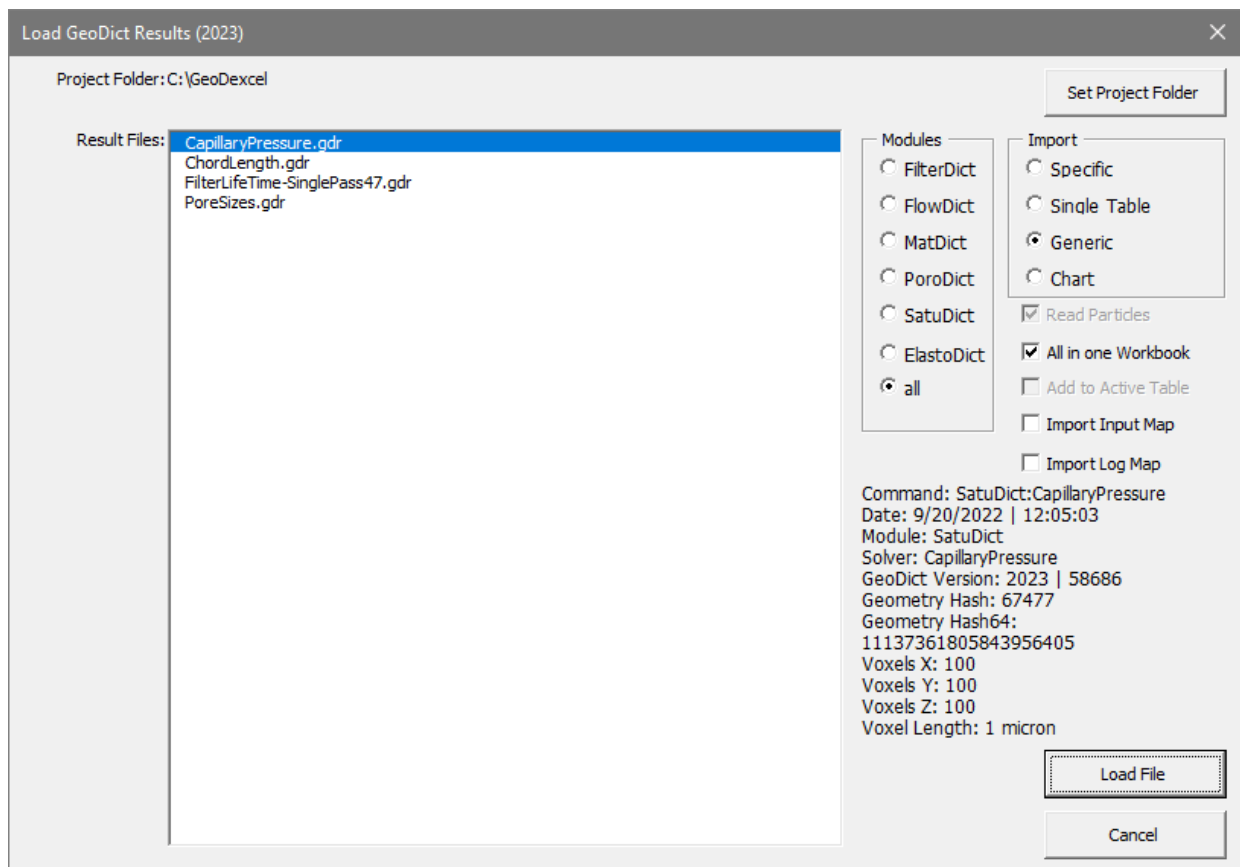 Load GeoDict Results (2023)
Project Folder: C:\GeoDexcel
Set Project Folder
Result Files:
CapillaryPressure.gdr
ChordLength.gdr
FilterLifeTime-SinglePass47.gdr
PoreSizes.gdr
Modules
FilterDict
FlowDict
MatDict
PoroDict
SatuDict
ElastoDict
all
Import
Specific
Single Table
Generic
Chart
Read Particles
All in one Workbook
Add to Active Table
Import Input Map
Import Log Map
Command: SatuDict:CapillaryPressure
Date: 9/20/2022 | 12:05:03
Module: SatuDict
Solver: CapillaryPressure
GeoDict Version: 2023 | 58686
Geometry Hash: 67477
Geometry Hash64:
11137361805843956405
Voxels X: 100
Voxels Y: 100
Voxels Z: 100
Voxel Length: 1 micron
Load File
Cancel